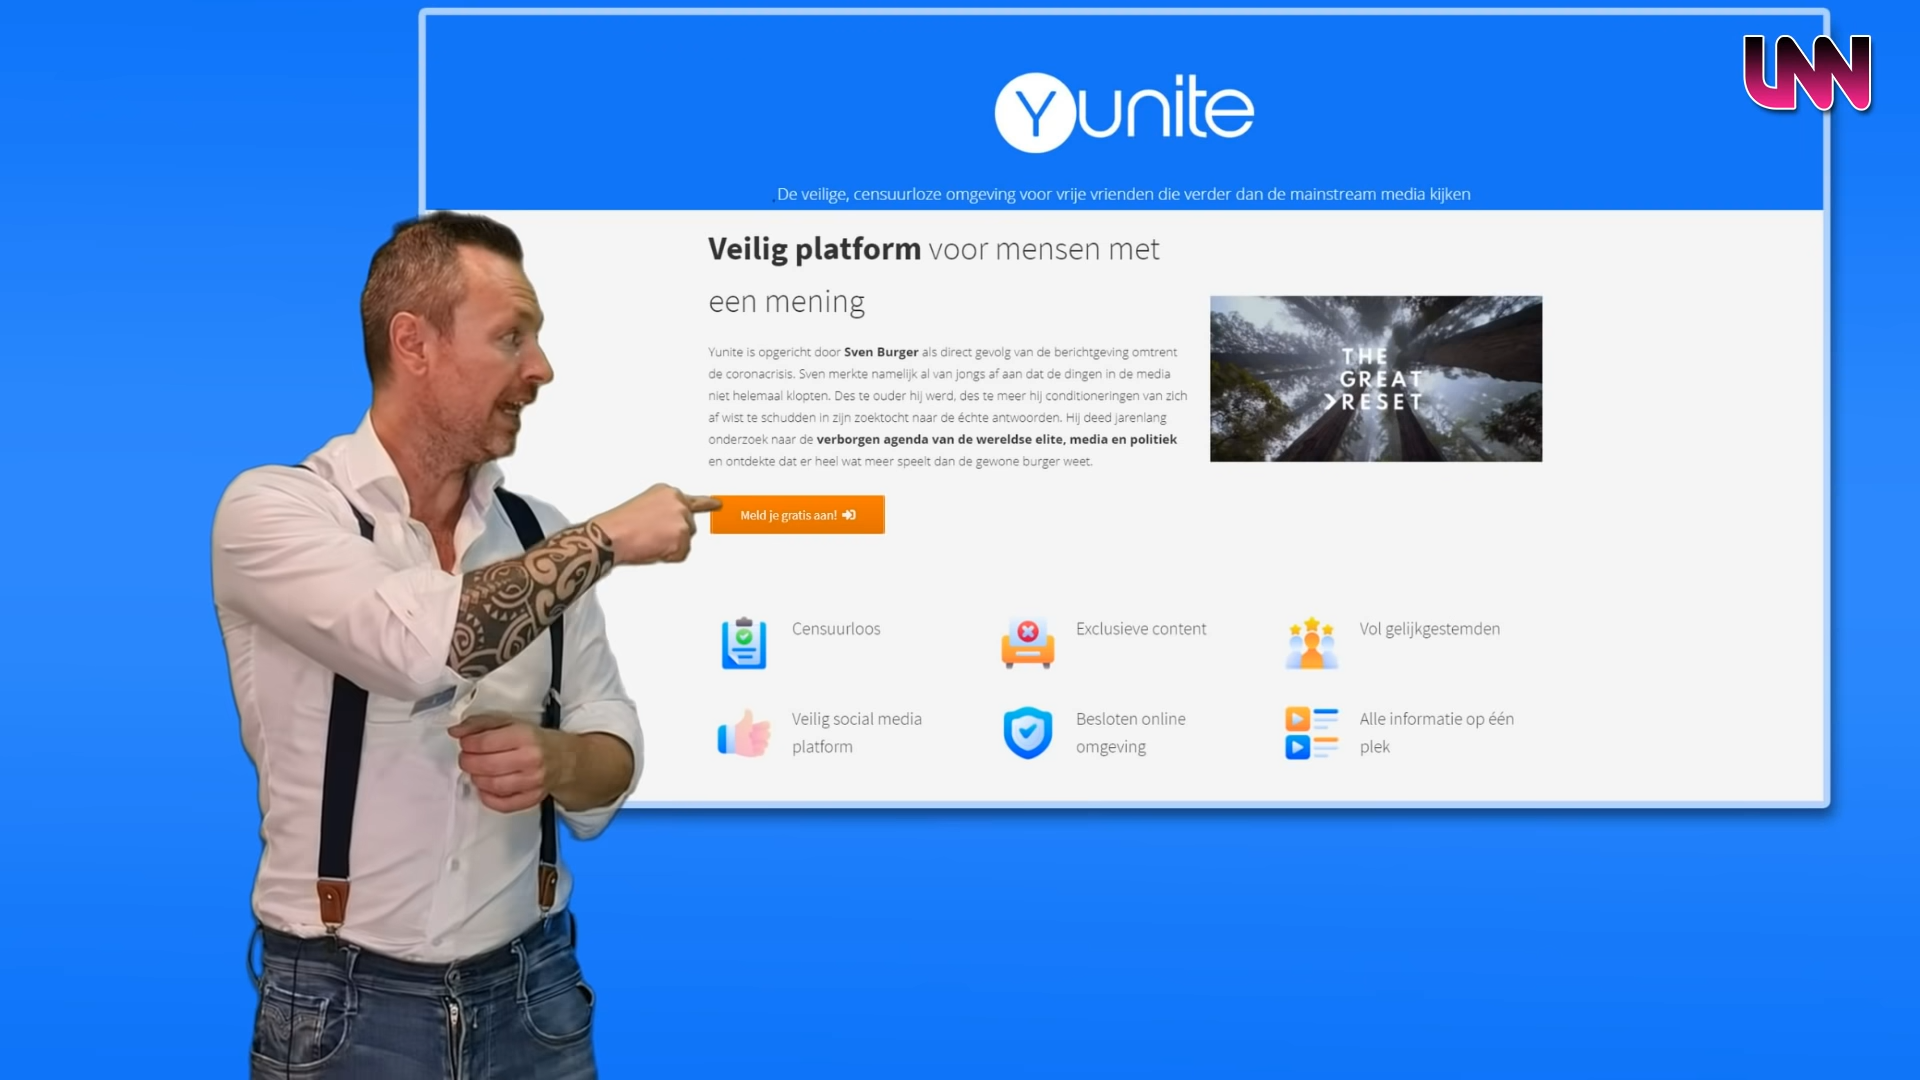 LNN
Yunite
De veilige, censuurloze omgeving voor vrije vrienden die verder dan de mainstream media kijken
Veilig platform voor mensen met
een mening
Yunite is opgericht door Sven Burger als direct gevolg van de berichtgeving omtrent
de coronacrisis. Sven merkte namelijk al van jongs af aan dat de dingen in de media
niet helemaal klopten. Des te ouder hij werd, des te meer hij conditioneringen van zich
af wist te schudden in zijn zoektocht naar de échte antwoorden. Hij deed jarenlang
onderzoek naar de verborgen agenda van de wereldse elite, media en politiek
en ontdekte dat er heel wat meer speelt dan de gewone burger weet.
THE
GREAT
>RESET
Meld je gratis aan!
Censuurloos
Exclusieve content
Vol gelijkgestemden
Veilig social media
platform
Besloten online
omgeving
Alle informatie op één
plek